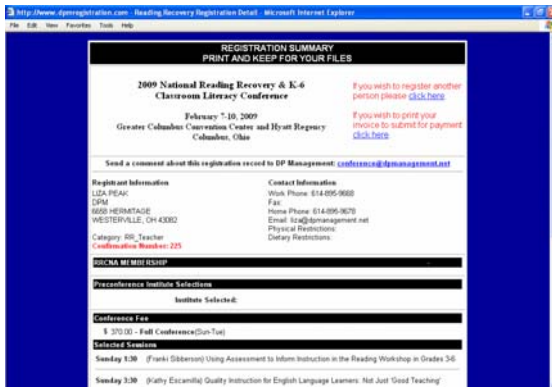 http://www.dpmregistration.com - Reading Recovery Registration Detail - Microsoft Internet Explorer
File Edit View Favorites Tools Help
REGISTRATION SUMMARY
PRINT AND KEEP FOR YOUR FILES
2009 National Reading Recovery & K-6
Classroom Literacy Conference
February 7-10, 2009
Greater Columbus Convention Center and Hyatt Regency
Columbus, Ohio
If you wish to register another
person please click here.
If you wish to print your
invoice to submit for payment
click here
Send a comment about this registration record to DP Management: conference@dpmanagement.net
Registrant Information
LIZA PEAK
DPM
6658 HERMITAGE
WESTERVILLE, OH 43082
Category: RR_Teacher
Confirmation Number: 225
Contact Information
Work Phone: 614-895-9668
Fax:
Home Phone: 614-895-9678
Email: liza@dpmanagement.net
Physical Restrictions:
Dietary Restrictions:
RRCNA MEMBERSHIP -
Preconference Institute Selections
Institute Selected:
Conference Fee
$ 370.00 - Full Conference(Sun-Tue)
Selected Sessions
Sunday 1:30 (Franki Sibberson) Using Assessment to Inform Instruction in the Reading Workshop in Grades 3-6
Sunday 3:30 (Kathy Escamilla) Quality Instruction for English Language Learners: Not Just 'Good Teaching'